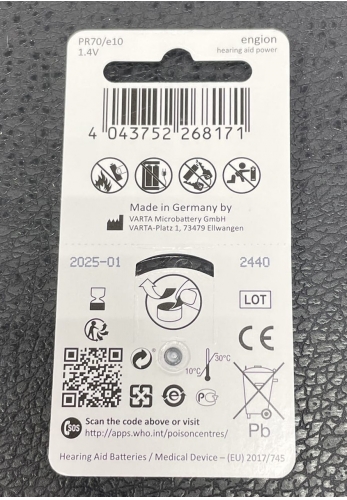 PR70/e10
1.4V
engion
hearing aid power
4 043752 268171
Made in Germany by
VARTA Microbattery GmbH
VARTA-Platz 1, 73479 Ellwangen
2025-01
2440
LOT
CE
10°C
30°C
Pb
SOS
Scan the code above or visit
http://apps.who.int/poisoncentres/
Hearing Aid Batteries / Medical Device – (EU) 2017/745